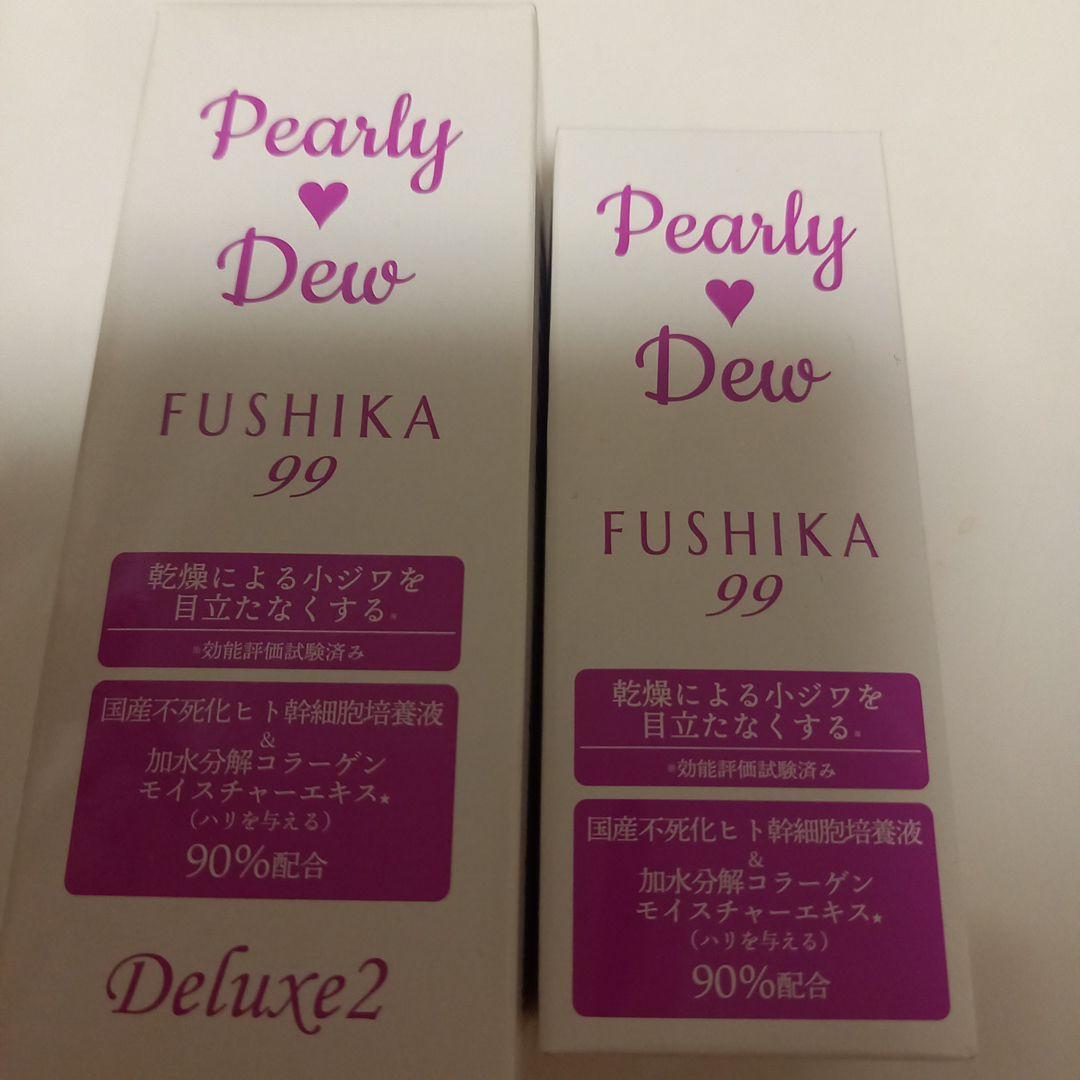 Pearly
♥
Dew
FUSHIKA
99
乾燥による小ジワを
目立たなくする※
※効能評価試験済み
国産不死化ヒト幹細胞培養液
&
加水分解コラーゲン
モイスチャーエキス★
(ハリを与える)
90%配合
Deluxe2
Pearly
♥
Dew
FUSHIKA
99
乾燥による小ジワを
目立たなくする※
※効能評価試験済み
国産不死化ヒト幹細胞培養液
&
加水分解コラーゲン
モイスチャーエキス★
(ハリを与える)
90%配合